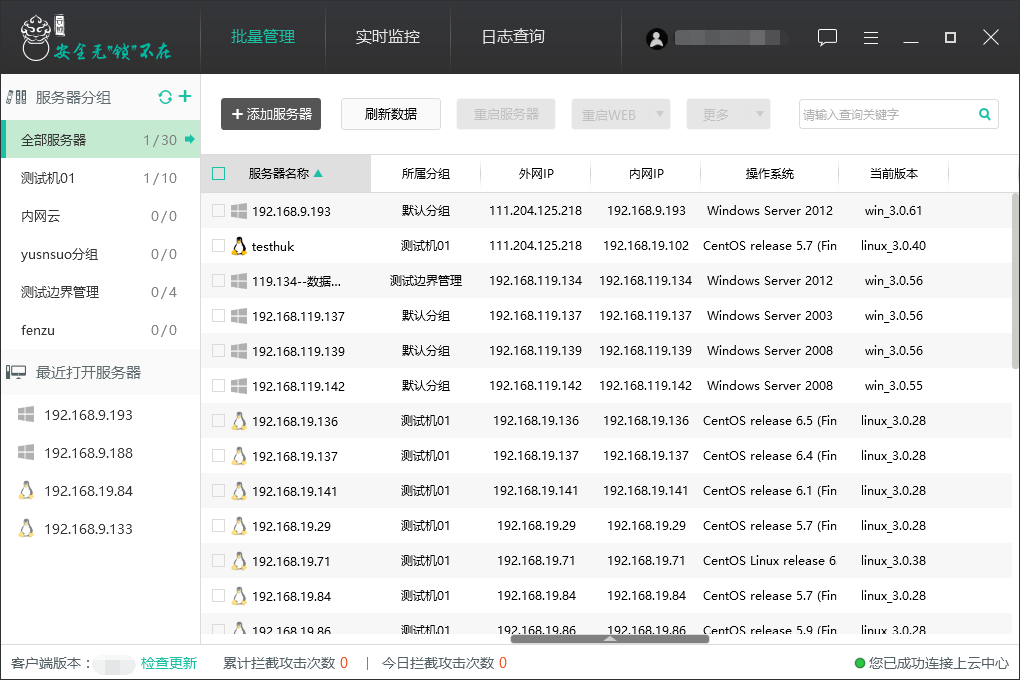 云锁
安全无"锁"不在
批量管理 实时监控 日志查询
服务器分组
全部服务器 1/30
测试机01 1/10
内网云 0/0
yusnsuo分组 0/0
测试边界管理 0/4
fenzu 0/0
最近打开服务器
192.168.9.193
192.168.9.188
192.168.19.84
192.168.9.133
+添加服务器 刷新数据 重启服务器 重启WEB 更多 请输入查询关键字
服务器名称 所属分组 外网IP 内网IP 操作系统 当前版本
192.168.9.193 默认分组 111.204.125.218 192.168.9.193 Windows Server 2012 win_3.0.61
testhuk 测试机01 111.204.125.218 192.168.19.102 CentOS release 5.7 (Fin linux_3.0.40
119.134--数据... 测试边界管理 192.168.119.134 192.168.119.134 Windows Server 2012 win_3.0.56
192.168.119.137 默认分组 192.168.119.137 192.168.119.137 Windows Server 2003 win_3.0.56
192.168.119.139 默认分组 192.168.119.139 192.168.119.139 Windows Server 2008 win_3.0.56
192.168.119.142 默认分组 192.168.119.142 192.168.119.142 Windows Server 2008 win_3.0.55
192.168.19.136 测试机01 192.168.19.136 192.168.19.136 CentOS release 6.5 (Fin linux_3.0.28
192.168.19.137 测试机01 192.168.19.137 192.168.19.137 CentOS release 6.4 (Fin linux_3.0.28
192.168.19.141 测试机01 192.168.19.141 192.168.19.141 CentOS release 6.1 (Fin linux_3.0.28
192.168.19.29 测试机01 192.168.19.29 192.168.19.29 CentOS release 5.7 (Fin linux_3.0.28
192.168.19.71 测试机01 192.168.19.71 192.168.19.71 CentOS Linux release 6. linux_3.0.38
192.168.19.84 测试机01 192.168.19.84 192.168.19.84 CentOS release 5.7 (Fin linux_3.0.28
192.168.19.86 测试机01 192.168.19.86 192.168.19.86 CentOS release 5.9 (Fin linux_3.0.28
客户端版本： 检查更新 累计拦截攻击次数 0 | 今日拦截攻击次数 0 您已成功连接上云中心